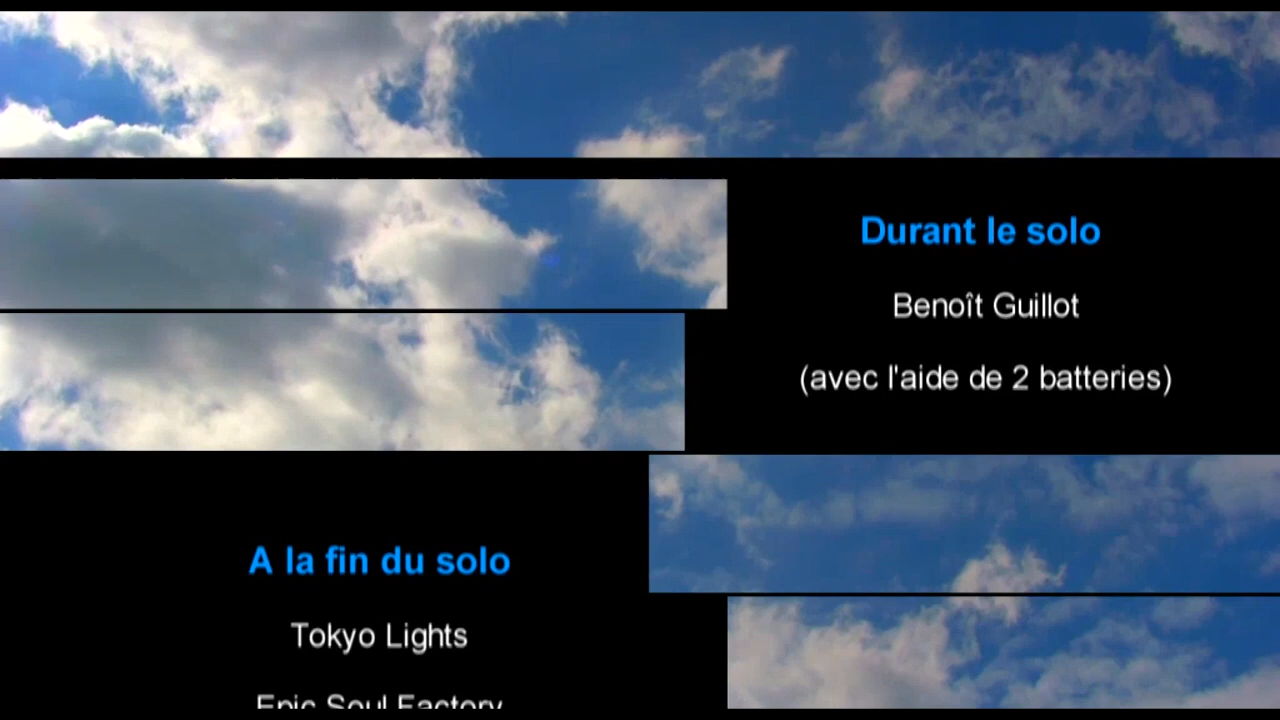 Durant le solo
Benoît Guillot
(avec l'aide de 2 batteries)
A la fin du solo
Tokyo Lights
Epic Soul Factory